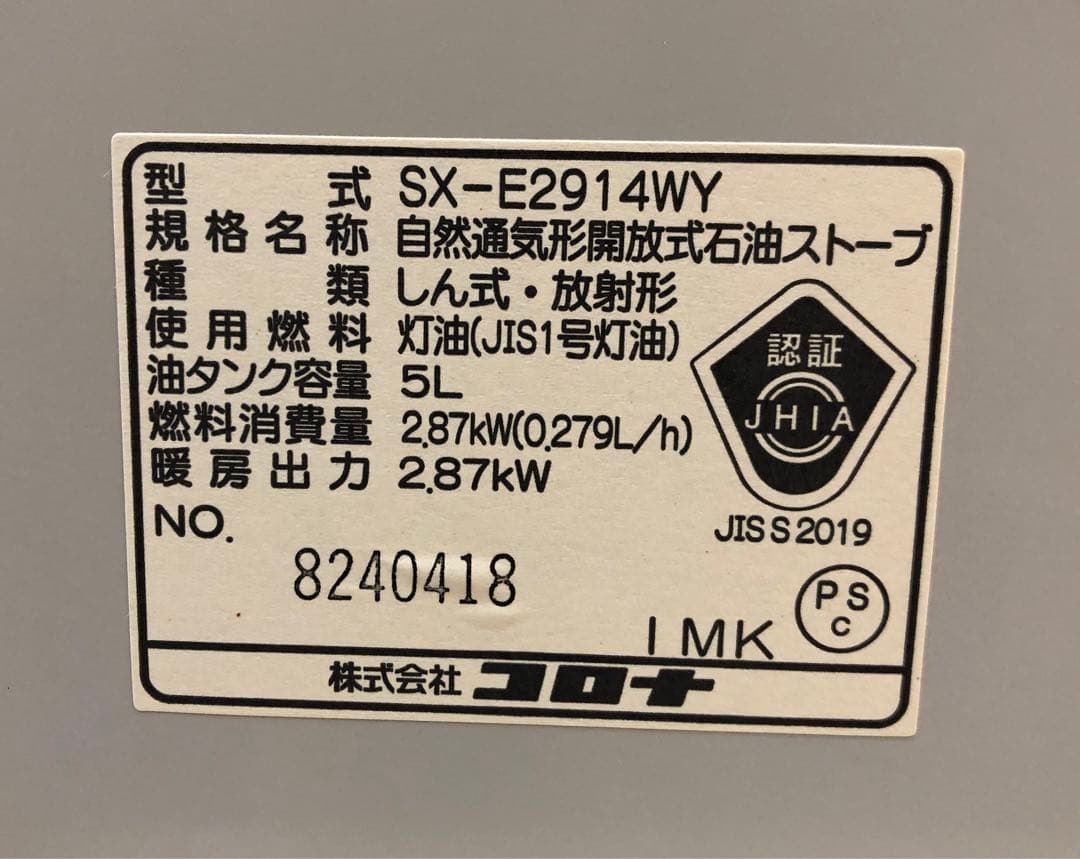 型式 SX-E2914WY
規格名称 自然通気形開放式石油ストーブ
種類 しん式・放射形
使用燃料 灯油(JIS1号灯油)
油タンク容量 5L
燃料消費量 2.87kW(0.279L/h)
暖房出力 2.87kW
認証
JHIA
JIS S 2019
NO.
8240418
PS
C
IMK
株式会社 コロナ